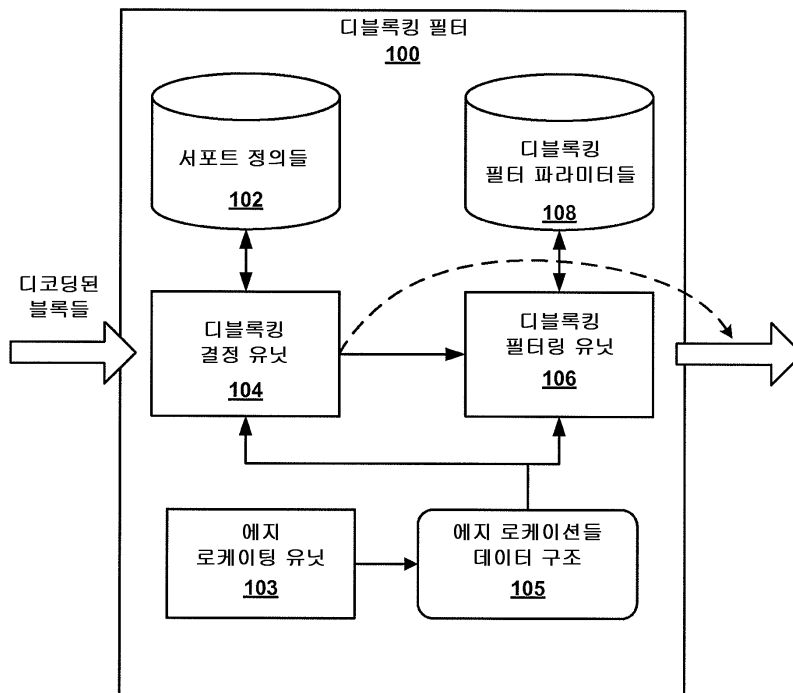 디블록킹 필터
100
서포트 정의들
102
디블록킹
필터 파라미터들
108
디코딩된
블록들
디블록킹
결정 유닛
104
디블록킹
필터링 유닛
106
에지
로케이팅 유닛
103
에지 로케이션들
데이터 구조
105